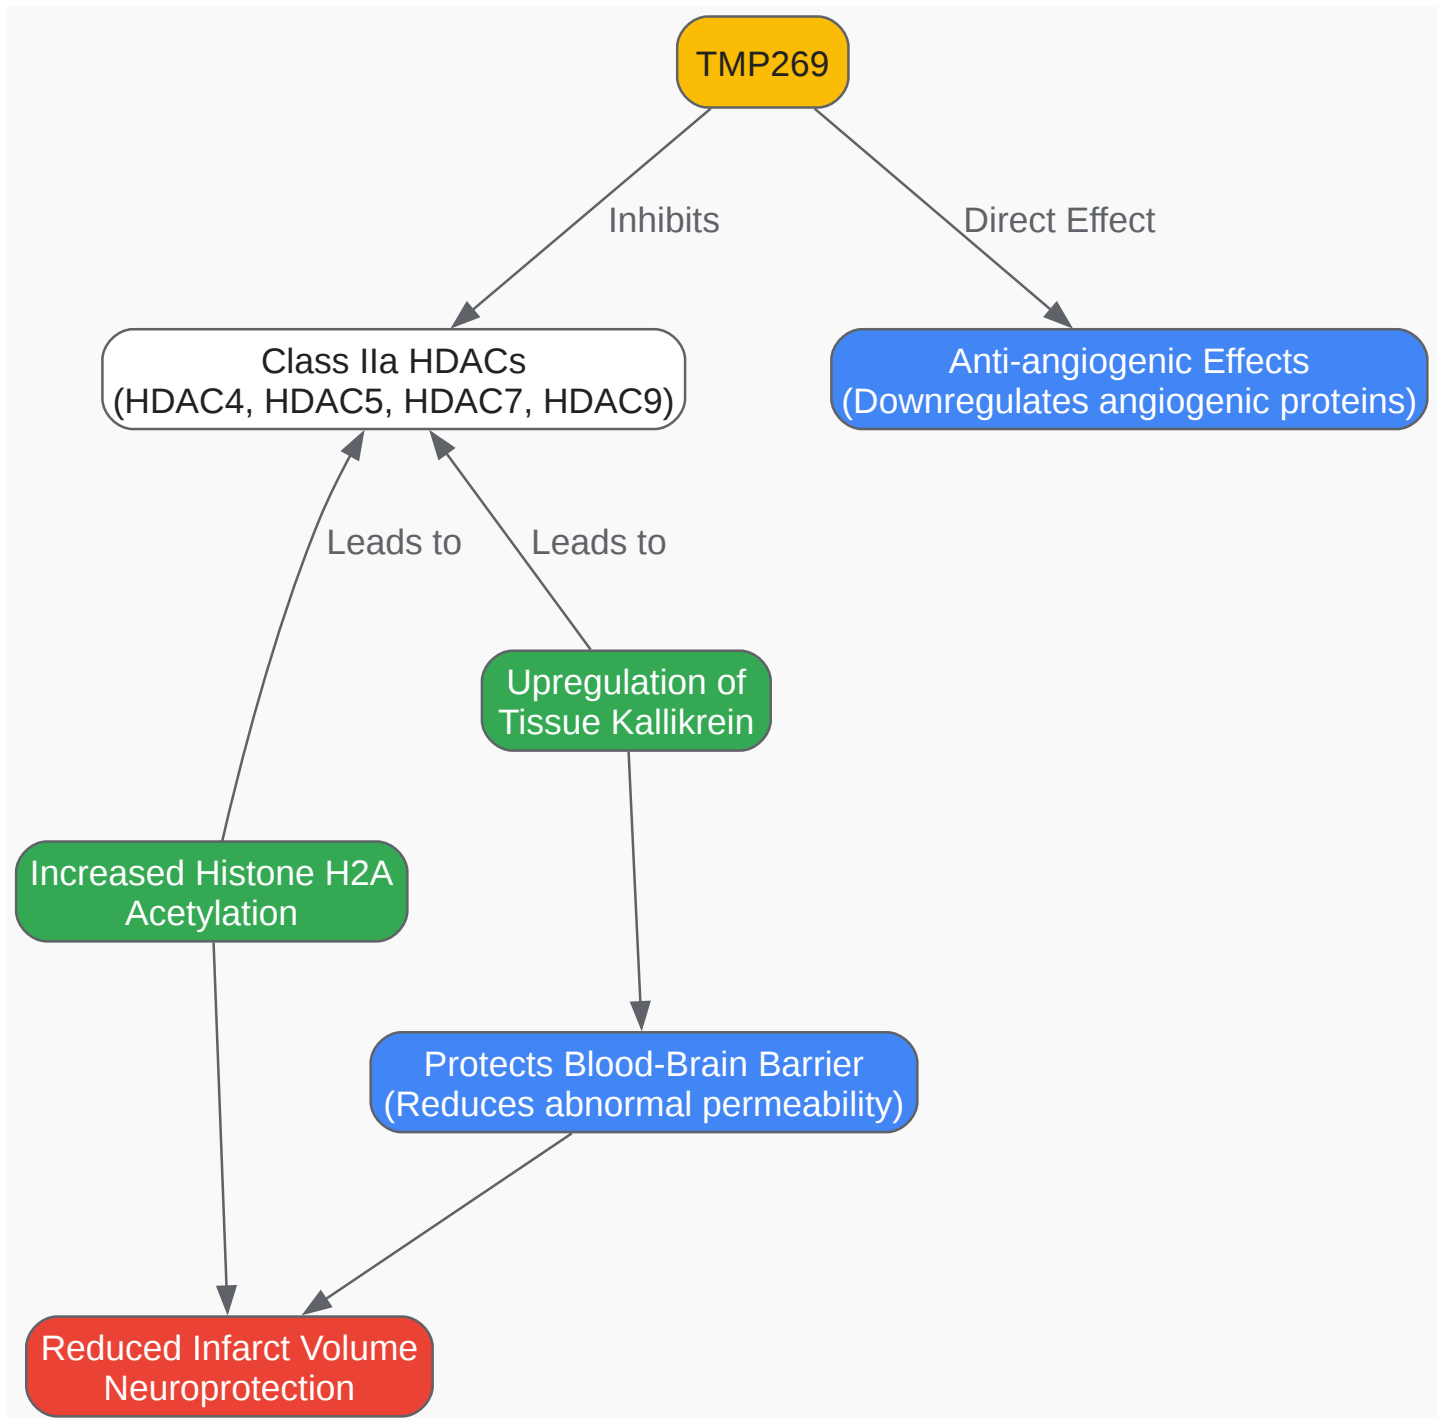 TMP269
Inhibits
Direct Effect
Class IIa HDACs
(HDAC4, HDAC5, HDAC7, HDAC9)
Anti-angiogenic Effects
(Downregulates angiogenic proteins)
Leads to
Leads to
Upregulation of
Tissue Kallikrein
Increased Histone H2A
Acetylation
Protects Blood-Brain Barrier
(Reduces abnormal permeability)
Reduced Infarct Volume
Neuroprotection